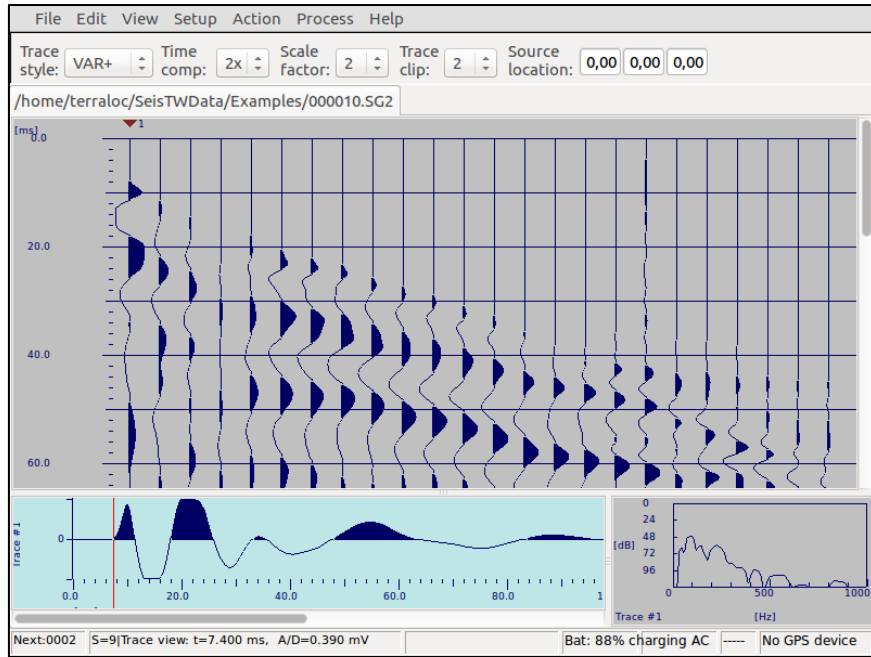 File Edit View Setup Action Process Help
Trace style: VAR+ Time comp: 2x Scale factor: 2 Trace clip: 2 Source location: 0,00 0,00 0,00
/home/terraloc/SeisTWData/Examples/000010.SG2
[ms]
1
0.0
20.0
40.0
60.0
Trace #1
0
0.0 20.0 40.0 60.0 80.0 1
0
24
[dB] 48
72
96
0 500 1000
Trace #1 [Hz]
Next:0002 S=9|Trace view: t=7.400 ms, A/D=0.390 mV Bat: 88% charging AC ----- No GPS device